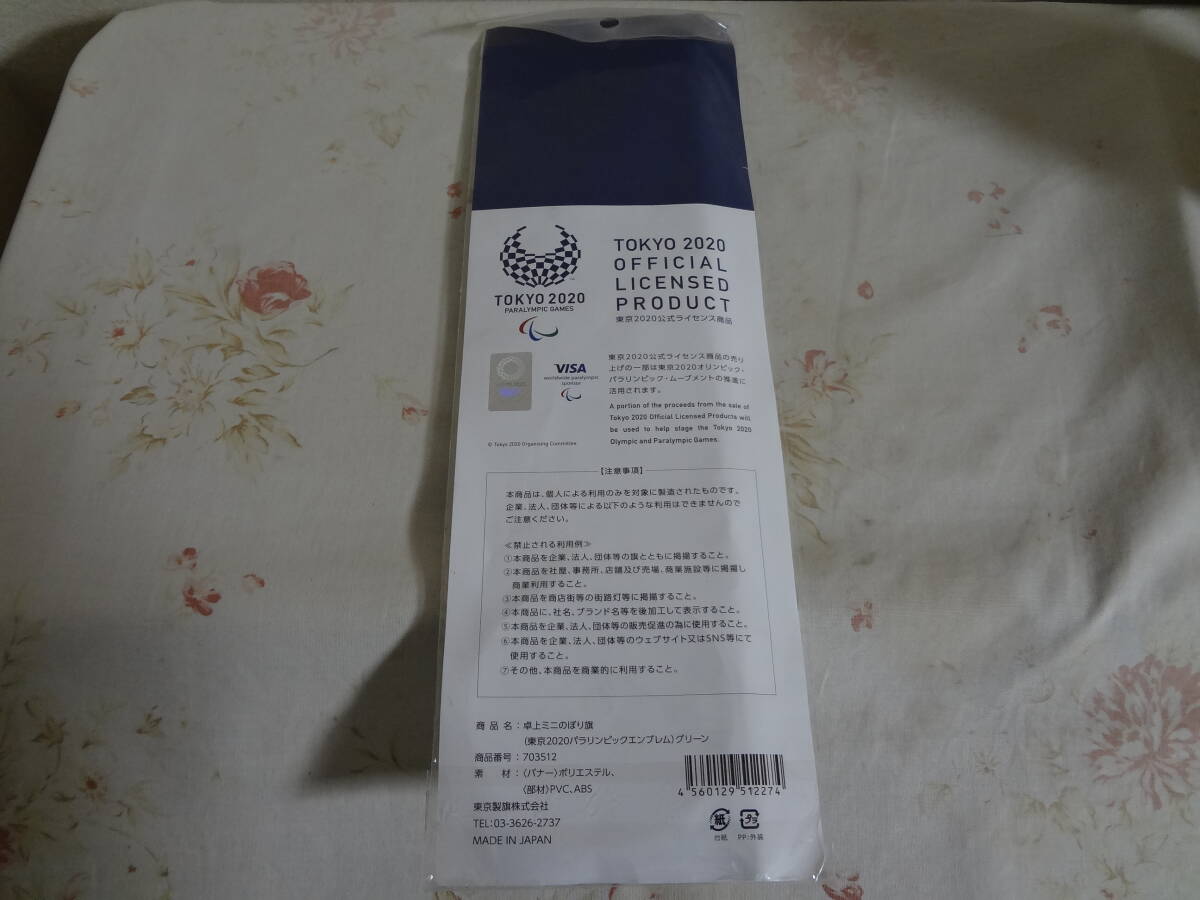 TOKYO 2020
PARALYMPIC GAMES
TOKYO 2020
OFFICIAL
LICENSED
PRODUCT
東京2020公式ライセンス商品
VISA
worldwide paralympic
sponsor
東京2020公式ライセンス商品の売り
上げの一部は東京2020オリンピック、
パラリンピック・ムーブメントの推進に
活用されます。
A portion of the proceeds from the sale of
Tokyo 2020 Official Licensed Products will
be used to help stage the Tokyo 2020
Olympic and Paralympic Games.
© Tokyo 2020 Organising Committee
【注意事項】
本商品は、個人による利用のみを対象に製造されたものです。
企業、法人、団体等による以下のような利用はできませんので
ご注意ください。
≪禁止される利用例≫
①本商品を企業、法人、団体等の旗とともに掲揚すること。
②本商品を社屋、事務所、店舗及び売場、商業施設等に掲揚し
商業利用すること。
③本商品を商店街等の街路灯等に掲揚すること。
④本商品に、社名、ブランド名等を後加工して表示すること。
⑤本商品を企業、法人、団体等の販売促進の為に使用すること。
⑥本商品を企業、法人、団体等のウェブサイト又はSNS等にて
使用すること。
⑦その他、本商品を商業的に利用すること。
商品名：卓上ミニのぼり旗
（東京2020パラリンピックエンブレム）グリーン
商品番号：703512
素材：〈バナー〉ポリエステル、
〈部材〉PVC、ABS
東京製旗株式会社
TEL:03-3626-2737
MADE IN JAPAN
4 560129 512274
紙
台紙
プラ
PP:外装